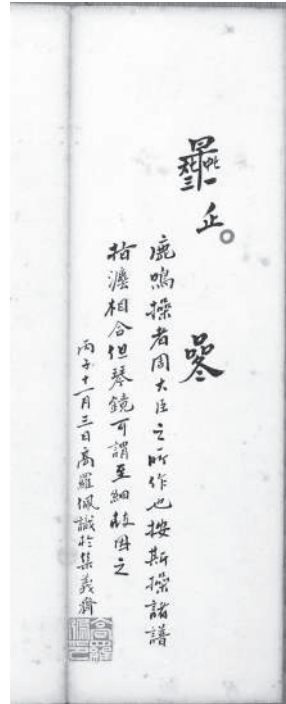 鹿鳴操者周大臣之所作也按斯操諸譜
指灋相合但琴鏡可謂至細故因之
丙子十一月三日高羅佩識於集義齋